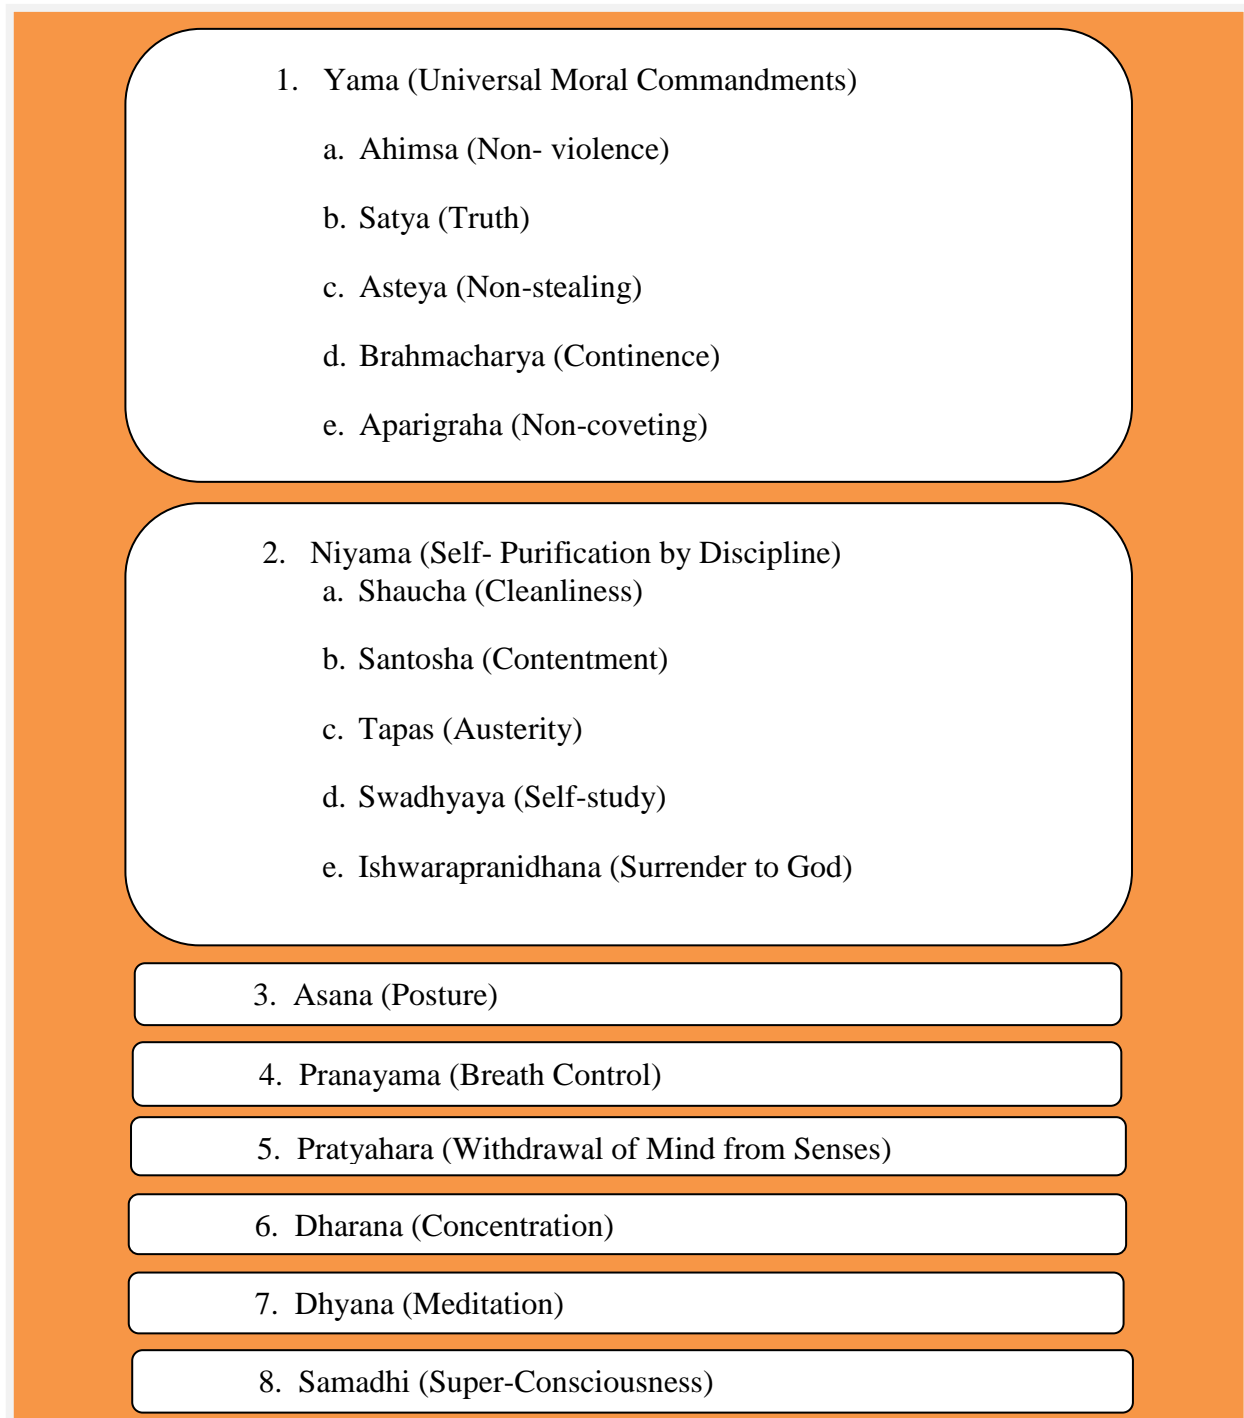 1. Yama (Universal Moral Commandments)
a. Ahimsa (Non- violence)
b. Satya (Truth)
c. Asteya (Non-stealing)
d. Brahmacharya (Continence)
e. Aparigraha (Non-coveting)
2. Niyama (Self- Purification by Discipline)
a. Shaucha (Cleanliness)
b. Santosha (Contentment)
c. Tapas (Austerity)
d. Swadhyaya (Self-study)
e. Ishwarapranidhana (Surrender to God)
3. Asana (Posture)
4. Pranayama (Breath Control)
5. Pratyahara (Withdrawal of Mind from Senses)
6. Dharana (Concentration)
7. Dhyana (Meditation)
8. Samadhi (Super-Consciousness)